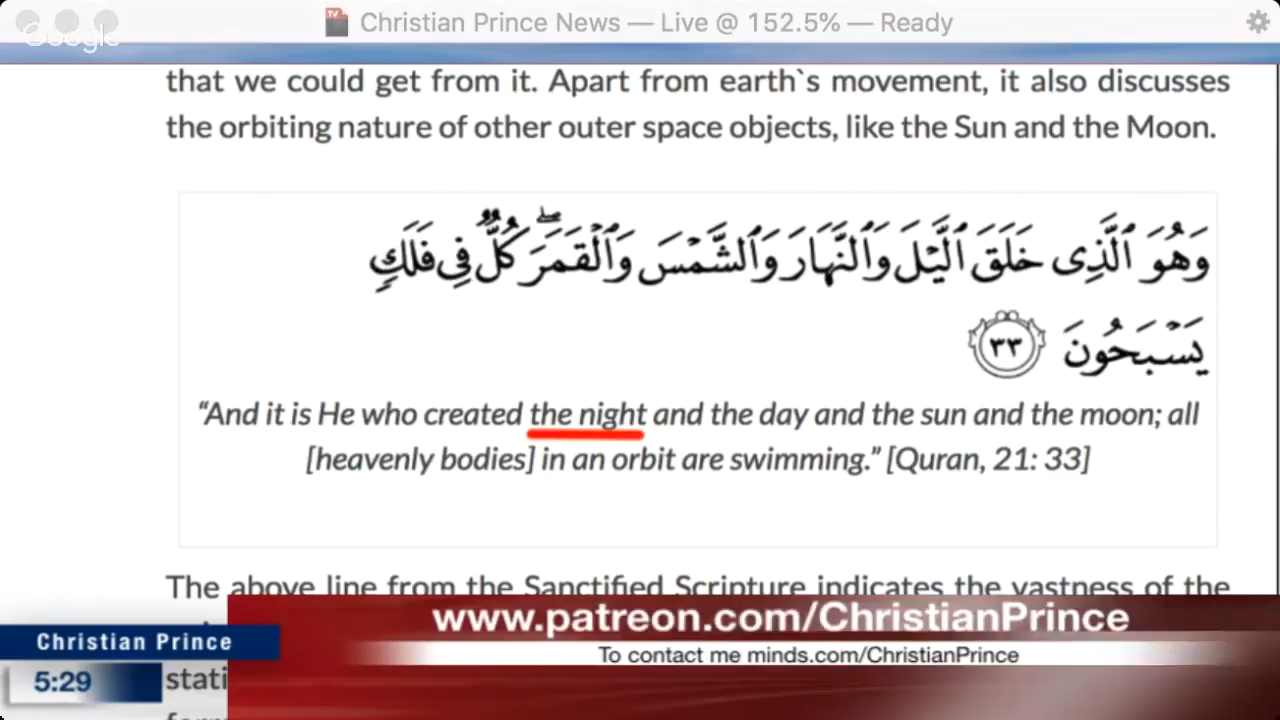 Christian Prince News — Live @ 152.5% — Ready
Google
that we could get from it. Apart from earth`s movement, it also discusses
the orbiting nature of other outer space objects, like the Sun and the Moon.
وَهُوَ ٱلَّذِى خَلَقَ ٱلَّيْلَ وَٱلنَّهَارَ وَٱلشَّمْسَ وَٱلْقَمَرَ ۖ كُلٌّ فِى فَلَكٍ
يَسْبَحُونَ ٣٣
“And it is He who created the night and the day and the sun and the moon; all
[heavenly bodies] in an orbit are swimming.” [Quran, 21: 33]
The above line from the Sanctified Scripture indicates the vastness of the
www.patreon.com/ChristianPrince
Christian Prince
To contact me minds.com/ChristianPrince
5:29
stati